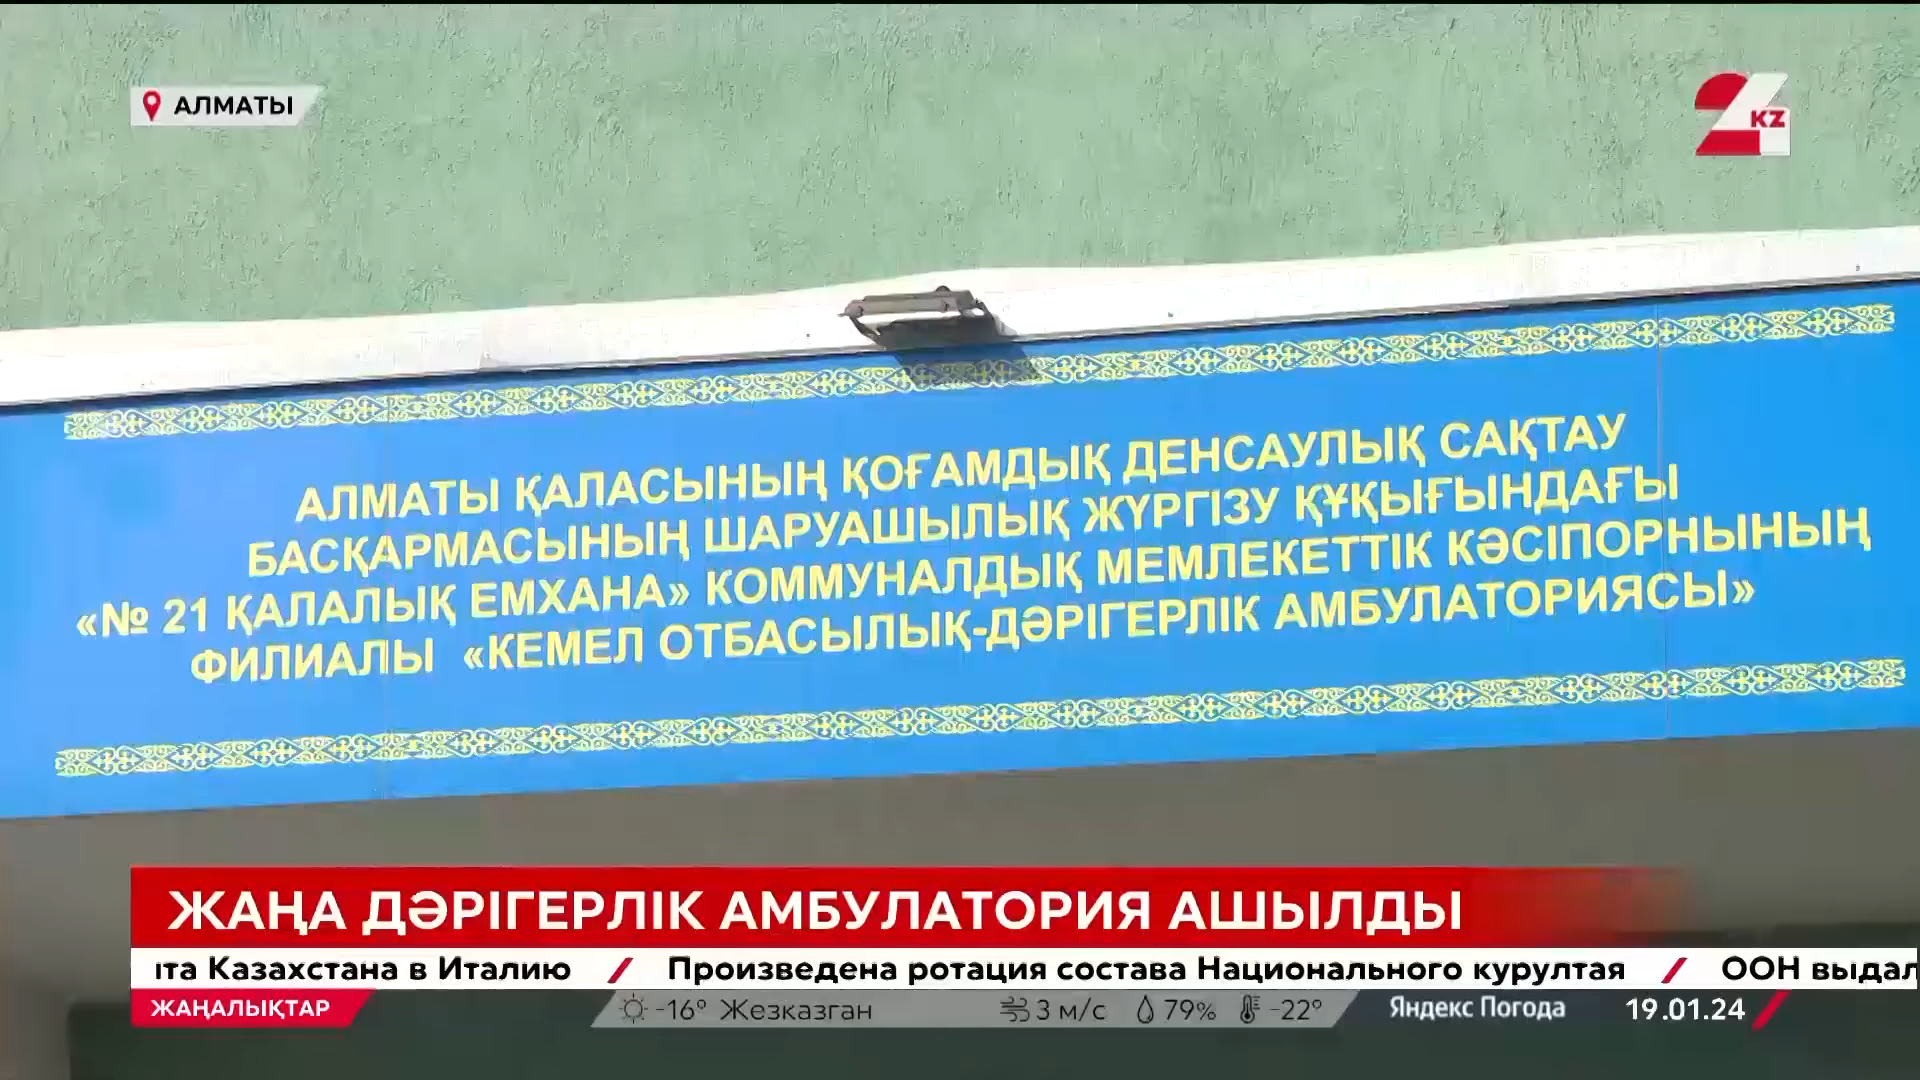 АЛМАТЫ
KZ
АЛМАТЫ ҚАЛАСЫНЫҢ ҚОҒАМДЫҚ ДЕНСАУЛЫҚ САҚТАУ
БАСҚАРМАСЫНЫҢ ШАРУАШЫЛЫҚ ЖҮРГІЗУ ҚҰҚЫҒЫНДАҒЫ
«№ 21 ҚАЛАЛЫҚ ЕМХАНА» КОММУНАЛДЫҚ МЕМЛЕКЕТТІК КӘСІПОРНЫНЫҢ
ФИЛИАЛЫ «КЕМЕЛ ОТБАСЫЛЫҚ-ДӘРІГЕРЛІК АМБУЛАТОРИЯСЫ»
ЖАҢА ДӘРІГЕРЛІК АМБУЛАТОРИЯ АШЫЛДЫ
та Казахстана в Италию / Произведена ротация состава Национального курултая / ООН выдал
ЖАҢАЛЫҚТАР -16° Жезказган 3 м/с 79% -22° Яндекс Погода 19.01.24